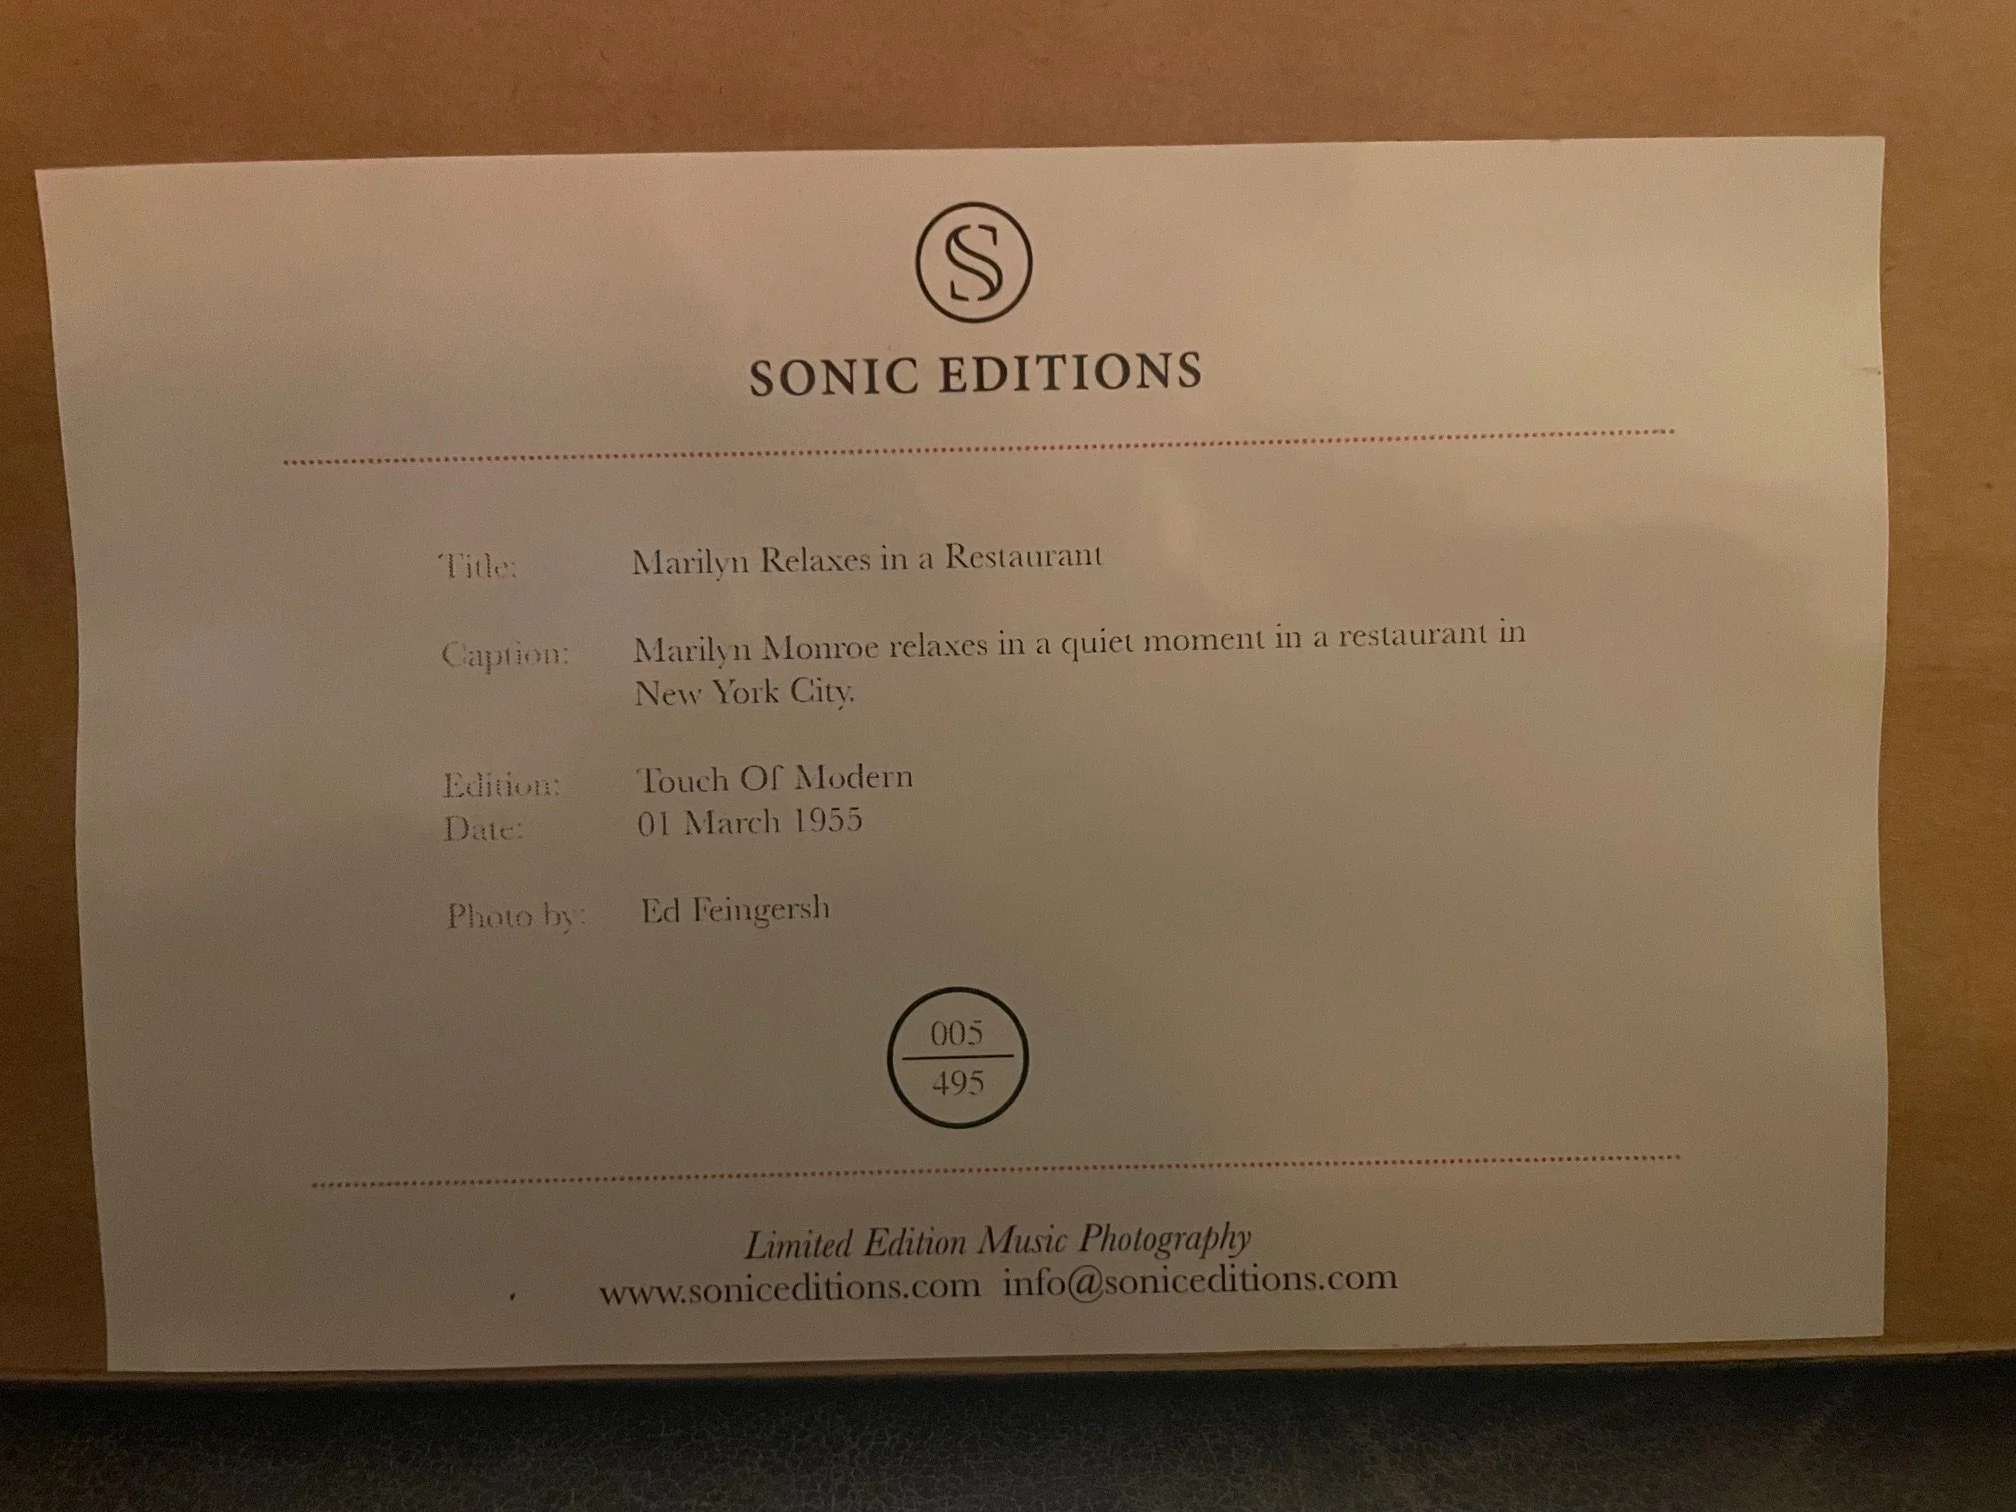 S
SONIC EDITIONS
Title: Marilyn Relaxes in a Restaurant
Caption: Marilyn Monroe relaxes in a quiet moment in a restaurant in
New York City.
Edition: Touch Of Modern
Date: 01 March 1955
Photo by: Ed Feingersh
005
495
Limited Edition Music Photography
www.soniceditions.com info@soniceditions.com